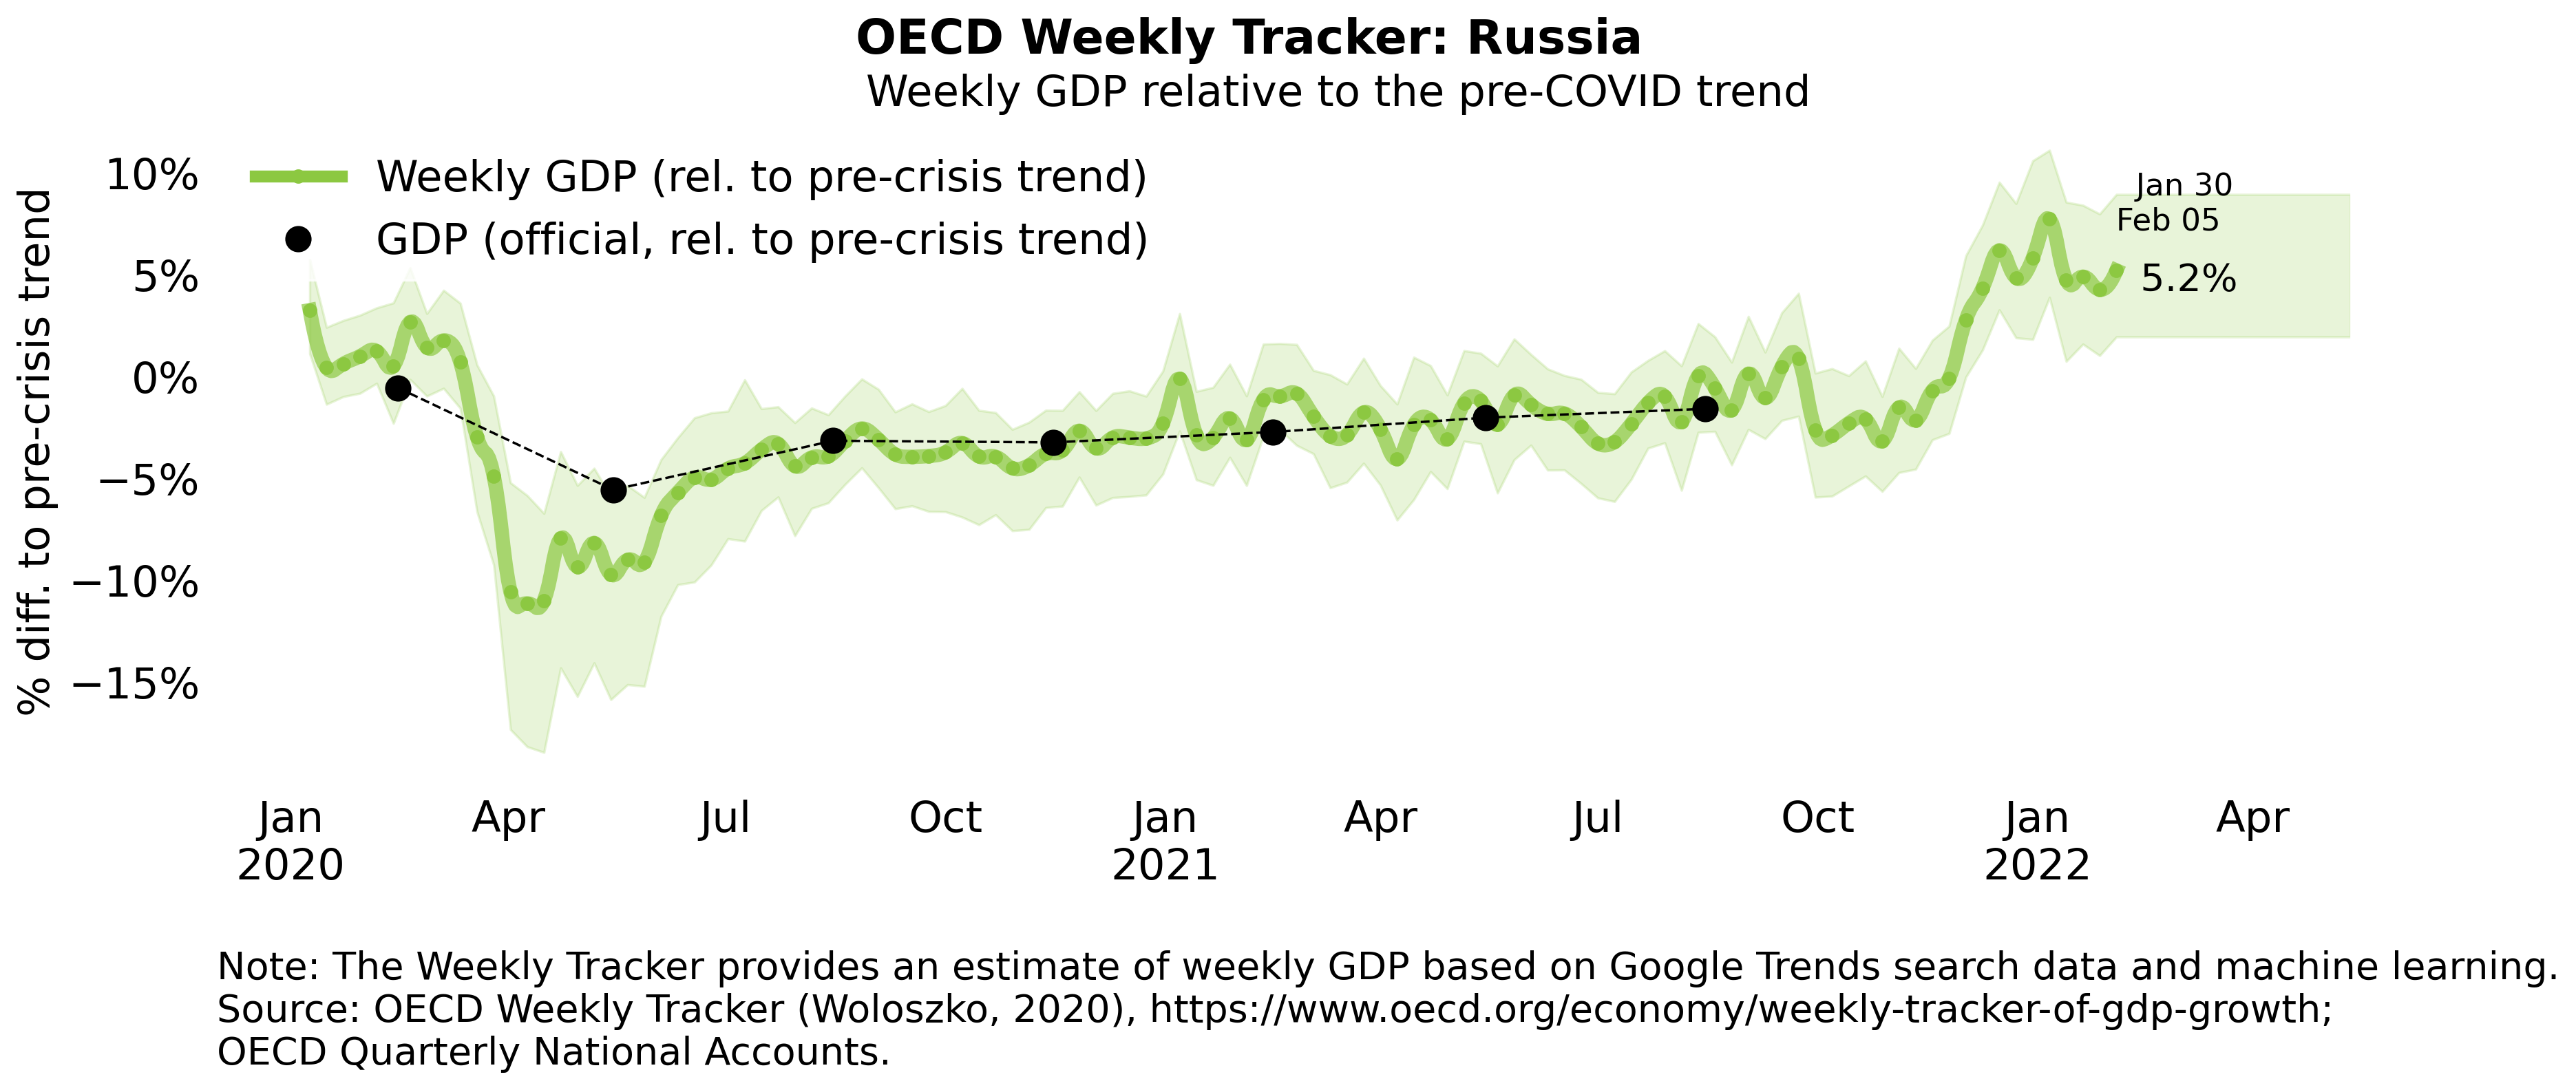 OECD Weekly Tracker: Russia
Weekly GDP relative to the pre-COVID trend
% diff. to pre-crisis trend
10%
5%
0%
−5%
−10%
−15%
Weekly GDP (rel. to pre-crisis trend)
GDP (official, rel. to pre-crisis trend)
Jan 30
Feb 05
5.2%
Jan Apr Jul Oct Jan Apr Jul Oct Jan Apr
2020 2021 2022
Note: The Weekly Tracker provides an estimate of weekly GDP based on Google Trends search data and machine learning.
Source: OECD Weekly Tracker (Woloszko, 2020), https://www.oecd.org/economy/weekly-tracker-of-gdp-growth;
OECD Quarterly National Accounts.